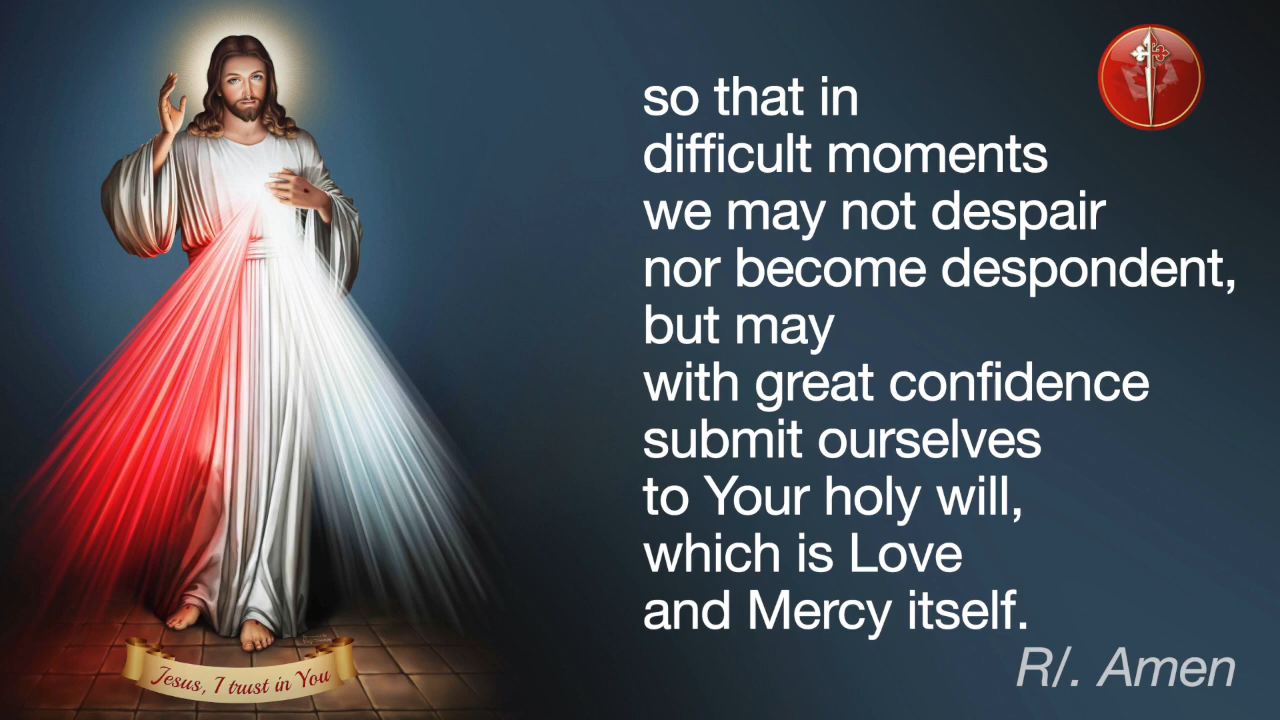 so that in
difficult moments
we may not despair
nor become despondent,
but may
with great confidence
submit ourselves
to Your holy will,
which is Love
and Mercy itself.
R/. Amen
Jesus, I trust in You